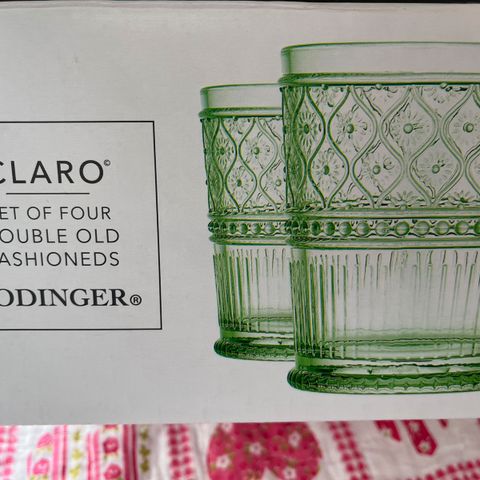 CLARO©
ET OF FOUR
OUBLE OLD
ASHIONEDS
ODINGER®